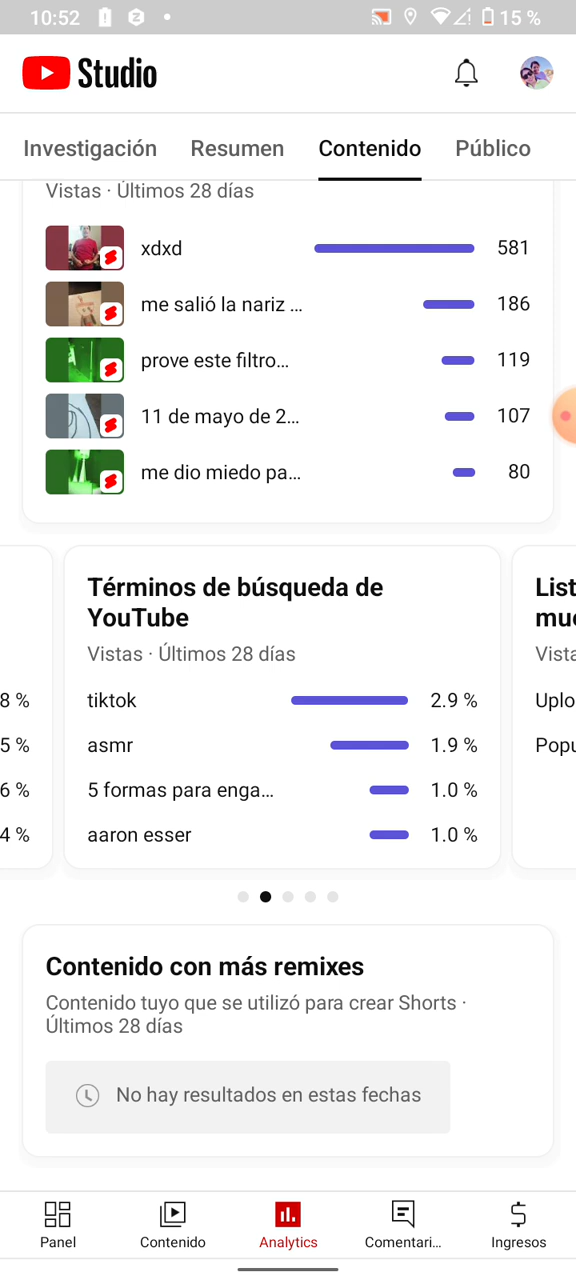 10:52
15 %
Studio
Investigación Resumen Contenido Público
Vistas · Últimos 28 días
xdxd 581
me salió la nariz ... 186
prove este filtro... 119
11 de mayo de 2... 107
me dio miedo pa... 80
Términos de búsqueda de
YouTube
Vistas · Últimos 28 días
tiktok 2.9 %
asmr 1.9 %
5 formas para enga... 1.0 %
aaron esser 1.0 %
8 %
5 %
6 %
4 %
List
mu
Vista
Uplo
Popu
Contenido con más remixes
Contenido tuyo que se utilizó para crear Shorts ·
Últimos 28 días
No hay resultados en estas fechas
Panel Contenido Analytics Comentari... Ingresos